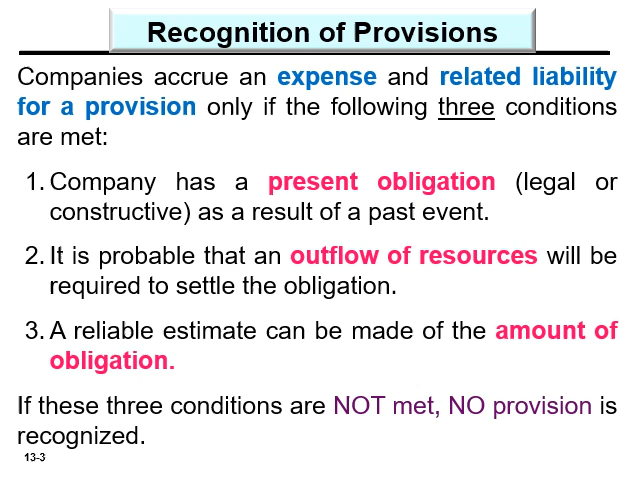 Recognition of Provisions
Companies accrue an expense and related liability
for a provision only if the following three conditions
are met:
1. Company has a present obligation (legal or
constructive) as a result of a past event.
2. It is probable that an outflow of resources will be
required to settle the obligation.
3. A reliable estimate can be made of the amount of
obligation.
If these three conditions are NOT met, NO provision is
recognized.
13-3